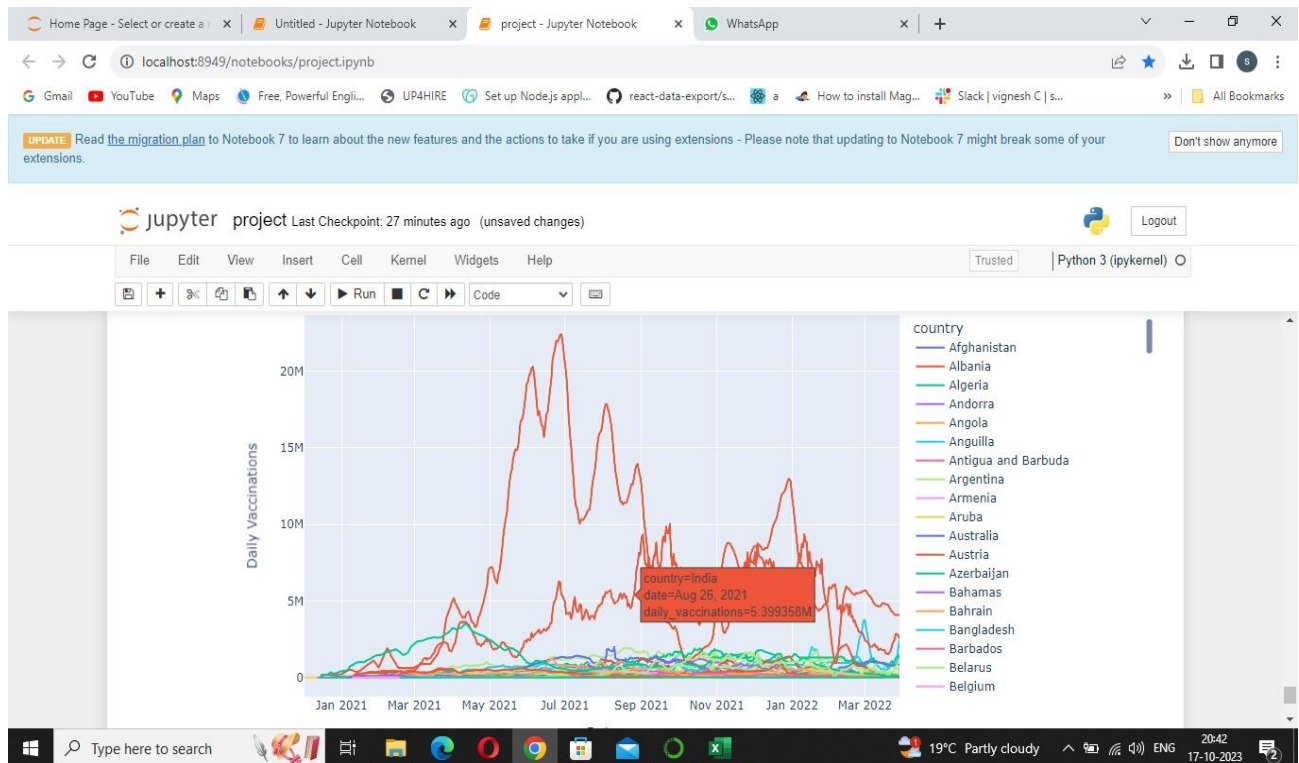 Home Page - Select or create a
Untitled - Jupyter Notebook
project - Jupyter Notebook
WhatsApp
localhost:8949/notebooks/project.ipynb
Gmail
YouTube
Maps
Free, Powerful Engli...
UP4HIRE
Set up Node.js appl...
react-data-export/s...
a
How to install Mag...
Slack | vignesh C | s...
»
All Bookmarks
UPDATE Read the migration plan to Notebook 7 to learn about the new features and the actions to take if you are using extensions - Please note that updating to Notebook 7 might break some of your
extensions.
Don't show anymore
jupyter project Last Checkpoint: 27 minutes ago (unsaved changes)
Logout
File Edit View Insert Cell Kernel Widgets Help
Trusted
Python 3 (ipykernel)
Run
Code
Daily Vaccinations
20M
15M
10M
5M
0
country=India
date=Aug 26, 2021
daily_vaccinations=5.399358M
Jan 2021 Mar 2021 May 2021 Jul 2021 Sep 2021 Nov 2021 Jan 2022 Mar 2022
country
Afghanistan
Albania
Algeria
Andorra
Angola
Anguilla
Antigua and Barbuda
Argentina
Armenia
Aruba
Australia
Austria
Azerbaijan
Bahamas
Bahrain
Bangladesh
Barbados
Belarus
Belgium
Type here to search
19°C Partly cloudy
ENG
20:42
17-10-2023
2